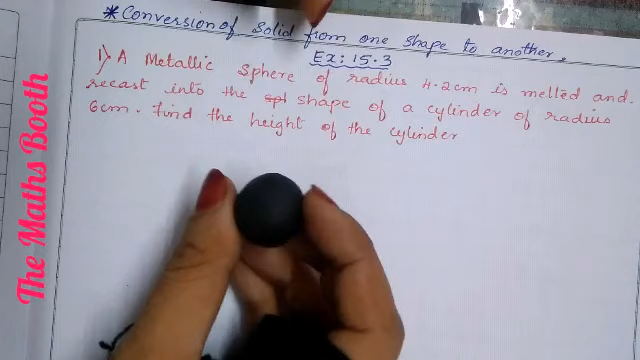 *Conversion of Solid from one shape to another.
Ex: 15.3
1) A Metallic Sphere of radius 4.2cm is melted and
recast into the spl shape of a cylinder of radius
6cm. find the height of the cylinder
The Maths Booth